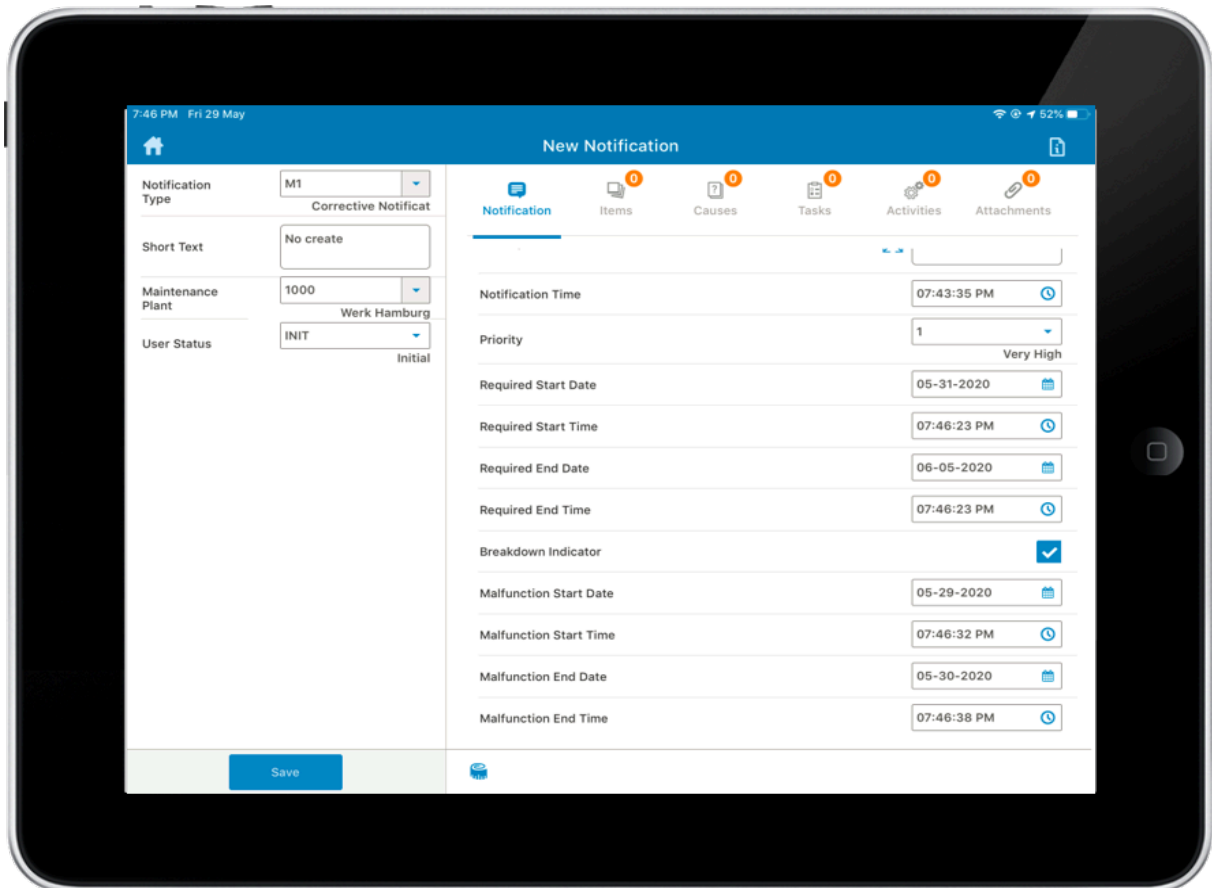 7:46 PM Fri 29 May
52%
New Notification
Notification Type
M1
Corrective Notificat
Short Text
No create
Maintenance Plant
1000
Werk Hamburg
User Status
INIT
Initial
Save
Notification
0
Items
0
Causes
0
Tasks
0
Activities
0
Attachments
Notification Time
07:43:35 PM
Priority
1
Very High
Required Start Date
05-31-2020
Required Start Time
07:46:23 PM
Required End Date
06-05-2020
Required End Time
07:46:23 PM
Breakdown Indicator
Malfunction Start Date
05-29-2020
Malfunction Start Time
07:46:32 PM
Malfunction End Date
05-30-2020
Malfunction End Time
07:46:38 PM